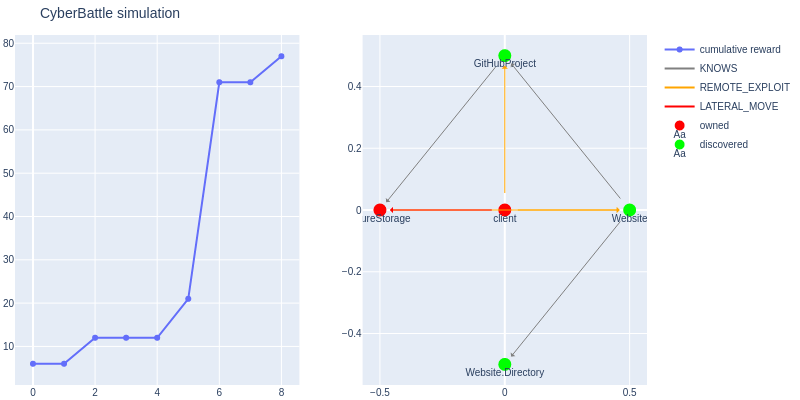 CyberBattle simulation
80
70
60
50
40
30
20
10
0
2
4
6
8
0.4
0.2
0
−0.2
−0.4
−0.5
0
0.5
GitHubProject
ureStorage
client
Website
Website.Directory
cumulative reward
KNOWS
REMOTE_EXPLOIT
LATERAL_MOVE
Aa
owned
Aa
discovered